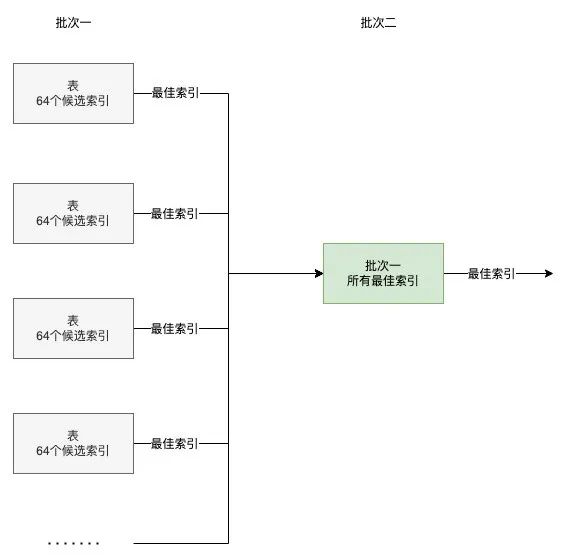 批次一
批次二
表
64个候选索引
最佳索引
表
64个候选索引
最佳索引
批次一
所有最佳索引
最佳索引
表
64个候选索引
最佳索引
表
64个候选索引
最佳索引
.......